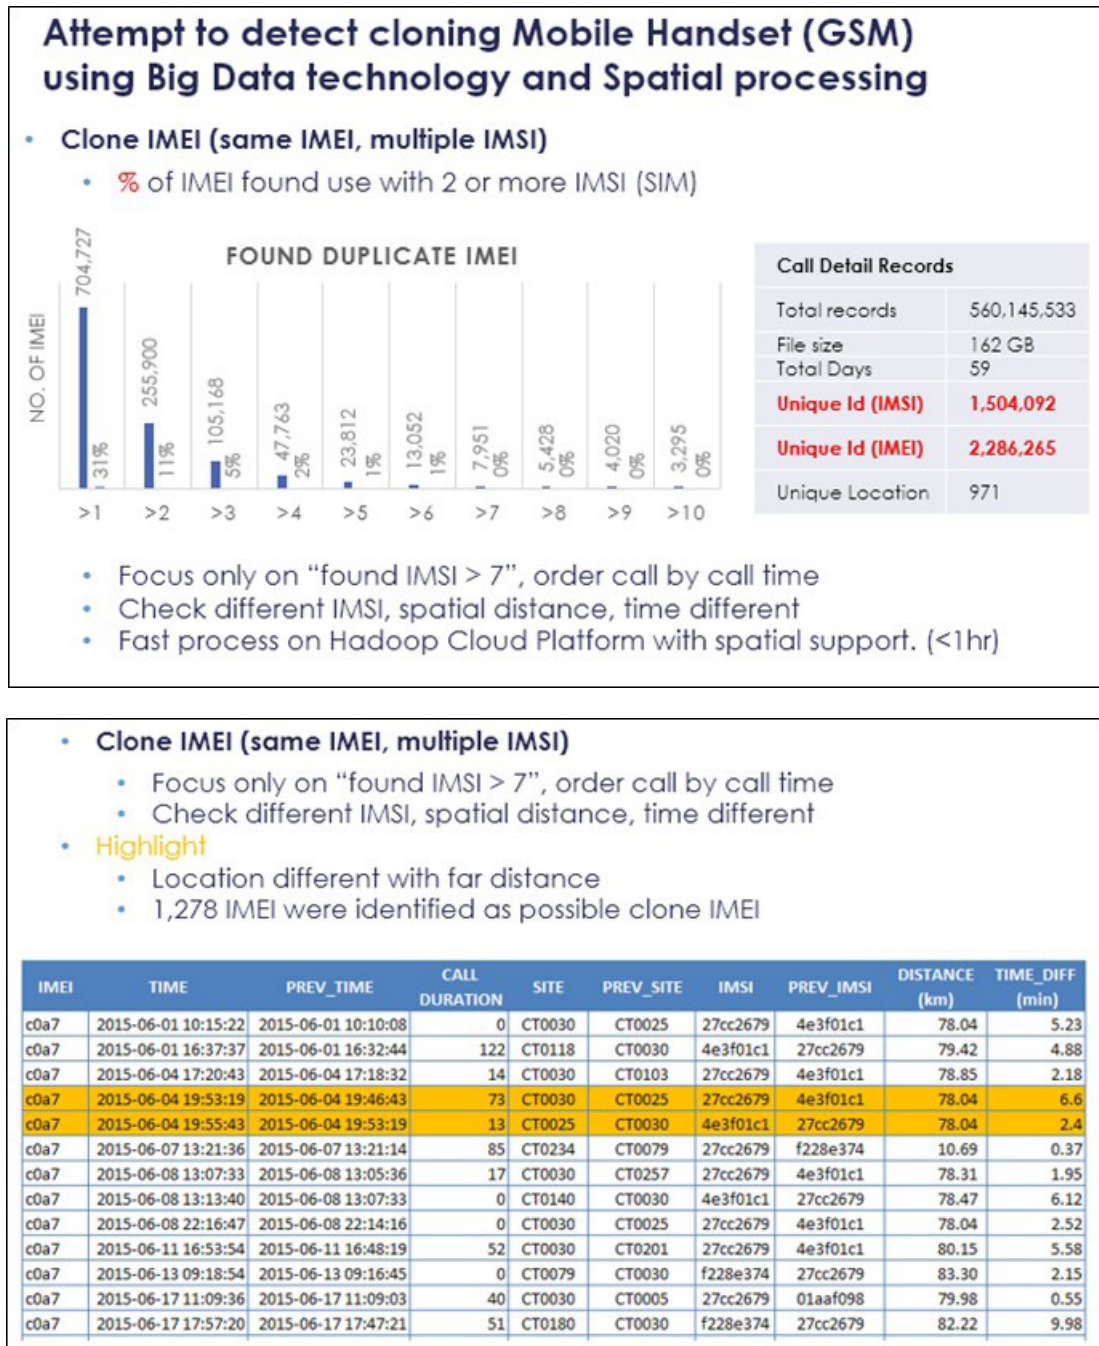 Attempt to detect cloning Mobile Handset (GSM)
using Big Data technology and Spatial processing
• Clone IMEI (same IMEI, multiple IMSI)
• % of IMEI found use with 2 or more IMSI (SIM)
FOUND DUPLICATE IMEI
NO. OF IMEI
704,727 31%
255,900 11%
105,168 5%
47,763 2%
23,812 1%
13,052 1%
7,951 0%
5,428 0%
4,020 0%
3,295 0%
>1 >2 >3 >4 >5 >6 >7 >8 >9 >10
Call Detail Records
Total records 560,145,533
File size 162 GB
Total Days 59
Unique Id (IMSI) 1,504,092
Unique Id (IMEI) 2,286,265
Unique Location 971
• Focus only on “found IMSI > 7”, order call by call time
• Check different IMSI, spatial distance, time different
• Fast process on Hadoop Cloud Platform with spatial support. (<1hr)
• Clone IMEI (same IMEI, multiple IMSI)
• Focus only on “found IMSI > 7”, order call by call time
• Check different IMSI, spatial distance, time different
• Highlight
• Location different with far distance
• 1,278 IMEI were identified as possible clone IMEI
IMEI TIME PREV_TIME CALL DURATION SITE PREV_SITE IMSI PREV_IMSI DISTANCE (km) TIME_DIFF (min)
c0a7 2015-06-01 10:15:22 2015-06-01 10:10:08 0 CT0030 CT0025 27cc2679 4e3f01c1 78.04 5.23
c0a7 2015-06-01 16:37:37 2015-06-01 16:32:44 122 CT0118 CT0030 4e3f01c1 27cc2679 79.42 4.88
c0a7 2015-06-04 17:20:43 2015-06-04 17:18:32 14 CT0030 CT0103 27cc2679 4e3f01c1 78.85 2.18
c0a7 2015-06-04 19:53:19 2015-06-04 19:46:43 73 CT0030 CT0025 27cc2679 4e3f01c1 78.04 6.6
c0a7 2015-06-04 19:55:43 2015-06-04 19:53:19 13 CT0025 CT0030 4e3f01c1 27cc2679 78.04 2.4
c0a7 2015-06-07 13:21:36 2015-06-07 13:21:14 85 CT0234 CT0079 27cc2679 f228e374 10.69 0.37
c0a7 2015-06-08 13:07:33 2015-06-08 13:05:36 17 CT0030 CT0257 27cc2679 4e3f01c1 78.31 1.95
c0a7 2015-06-08 13:13:40 2015-06-08 13:07:33 0 CT0140 CT0030 4e3f01c1 27cc2679 78.47 6.12
c0a7 2015-06-08 22:16:47 2015-06-08 22:14:16 0 CT0030 CT0025 27cc2679 4e3f01c1 78.04 2.52
c0a7 2015-06-11 16:53:54 2015-06-11 16:48:19 52 CT0030 CT0201 27cc2679 4e3f01c1 80.15 5.58
c0a7 2015-06-13 09:18:54 2015-06-13 09:16:45 0 CT0079 CT0030 f228e374 27cc2679 83.30 2.15
c0a7 2015-06-17 11:09:36 2015-06-17 11:09:03 40 CT0030 CT0005 27cc2679 01aaf098 79.98 0.55
c0a7 2015-06-17 17:57:20 2015-06-17 17:47:21 51 CT0180 CT0030 f228e374 27cc2679 82.22 9.98